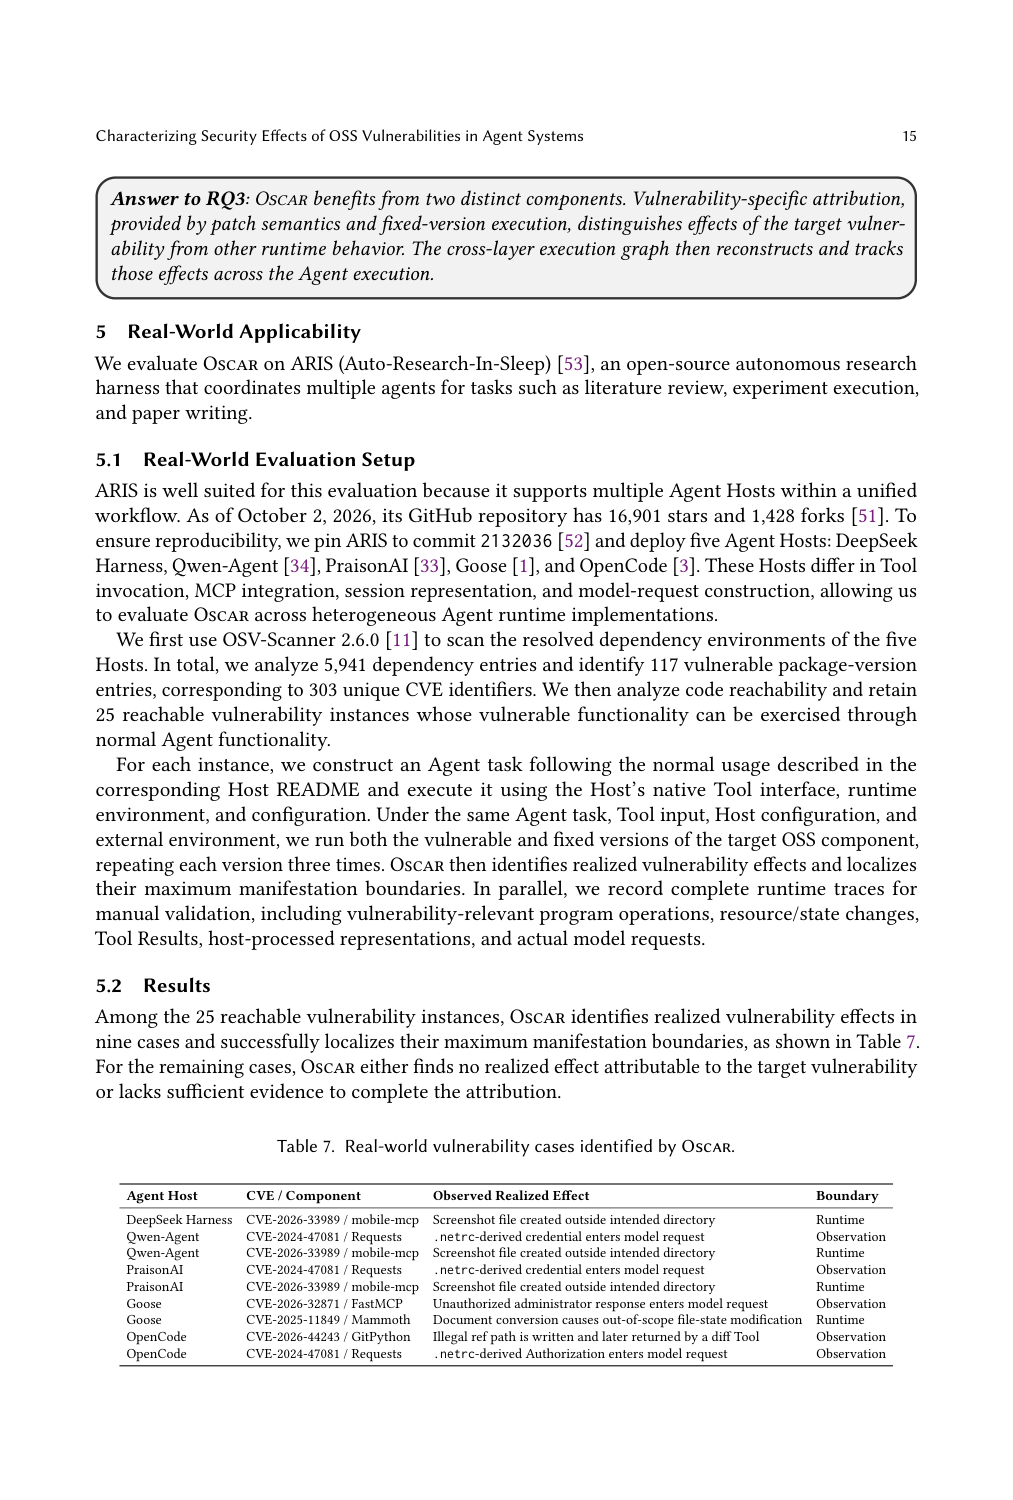 Characterizing Security Effects of OSS Vulnerabilities in Agent Systems 15
Answer to RQ3: Oscar benefits from two distinct components. Vulnerability-specific attribution,
provided by patch semantics and fixed-version execution, distinguishes effects of the target vulner-
ability from other runtime behavior. The cross-layer execution graph then reconstructs and tracks
those effects across the Agent execution.
5 Real-World Applicability
We evaluate Oscar on ARIS (Auto-Research-In-Sleep) [53], an open-source autonomous research
harness that coordinates multiple agents for tasks such as literature review, experiment execution,
and paper writing.
5.1 Real-World Evaluation Setup
ARIS is well suited for this evaluation because it supports multiple Agent Hosts within a unified
workflow. As of October 2, 2026, its GitHub repository has 16,901 stars and 1,428 forks [51]. To
ensure reproducibility, we pin ARIS to commit 2132036 [52] and deploy five Agent Hosts: DeepSeek
Harness, Qwen-Agent [34], PraisonAI [33], Goose [1], and OpenCode [3]. These Hosts differ in Tool
invocation, MCP integration, session representation, and model-request construction, allowing us
to evaluate Oscar across heterogeneous Agent runtime implementations.
We first use OSV-Scanner 2.6.0 [11] to scan the resolved dependency environments of the five
Hosts. In total, we analyze 5,941 dependency entries and identify 117 vulnerable package-version
entries, corresponding to 303 unique CVE identifiers. We then analyze code reachability and retain
25 reachable vulnerability instances whose vulnerable functionality can be exercised through
normal Agent functionality.
For each instance, we construct an Agent task following the normal usage described in the
corresponding Host README and execute it using the Host's native Tool interface, runtime
environment, and configuration. Under the same Agent task, Tool input, Host configuration, and
external environment, we run both the vulnerable and fixed versions of the target OSS component,
repeating each version three times. Oscar then identifies realized vulnerability effects and localizes
their maximum manifestation boundaries. In parallel, we record complete runtime traces for
manual validation, including vulnerability-relevant program operations, resource/state changes,
Tool Results, host-processed representations, and actual model requests.
5.2 Results
Among the 25 reachable vulnerability instances, Oscar identifies realized vulnerability effects in
nine cases and successfully localizes their maximum manifestation boundaries, as shown in Table 7.
For the remaining cases, Oscar either finds no realized effect attributable to the target vulnerability
or lacks sufficient evidence to complete the attribution.
Table 7. Real-world vulnerability cases identified by Oscar.
Agent Host CVE / Component Observed Realized Effect Boundary
DeepSeek Harness CVE-2026-33989 / mobile-mcp Screenshot file created outside intended directory Runtime
Qwen-Agent CVE-2024-47081 / Requests .netrc-derived credential enters model request Observation
Qwen-Agent CVE-2026-33989 / mobile-mcp Screenshot file created outside intended directory Runtime
PraisonAI CVE-2024-47081 / Requests .netrc-derived credential enters model request Observation
PraisonAI CVE-2026-33989 / mobile-mcp Screenshot file created outside intended directory Runtime
Goose CVE-2026-32871 / FastMCP Unauthorized administrator response enters model request Observation
Goose CVE-2025-11849 / Mammoth Document conversion causes out-of-scope file-state modification Runtime
OpenCode CVE-2026-44243 / GitPython Illegal ref path is written and later returned by a diff Tool Observation
OpenCode CVE-2024-47081 / Requests .netrc-derived Authorization enters model request Observation